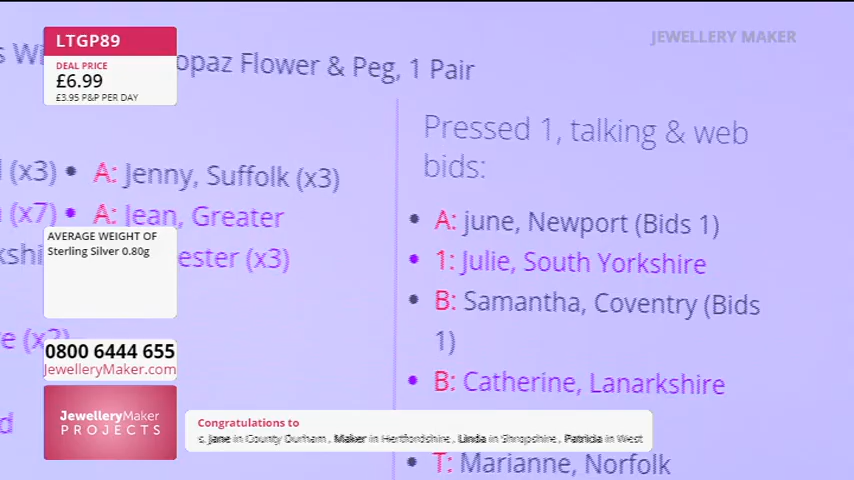 LTGP89
DEAL PRICE
£6.99
£3.95 P&P PER DAY
JEWELLERY MAKER
opaz Flower & Peg, 1 Pair
Pressed 1, talking & web
bids:
(x3) • A: Jenny, Suffolk (x3)
(x7) • A: Jean, Greater
ester (x3)
• A: june, Newport (Bids 1)
• 1: Julie, South Yorkshire
• B: Samantha, Coventry (Bids
1)
• B: Catherine, Lanarkshire
• T: Marianne, Norfolk
AVERAGE WEIGHT OF
Sterling Silver 0.80g
0800 6444 655
JewelleryMaker.com
JewelleryMaker
PROJECTS
Congratulations to
s, Jane in County Durham, Maker in Hertfordshire, Linda in Shropshire, Patricia in West